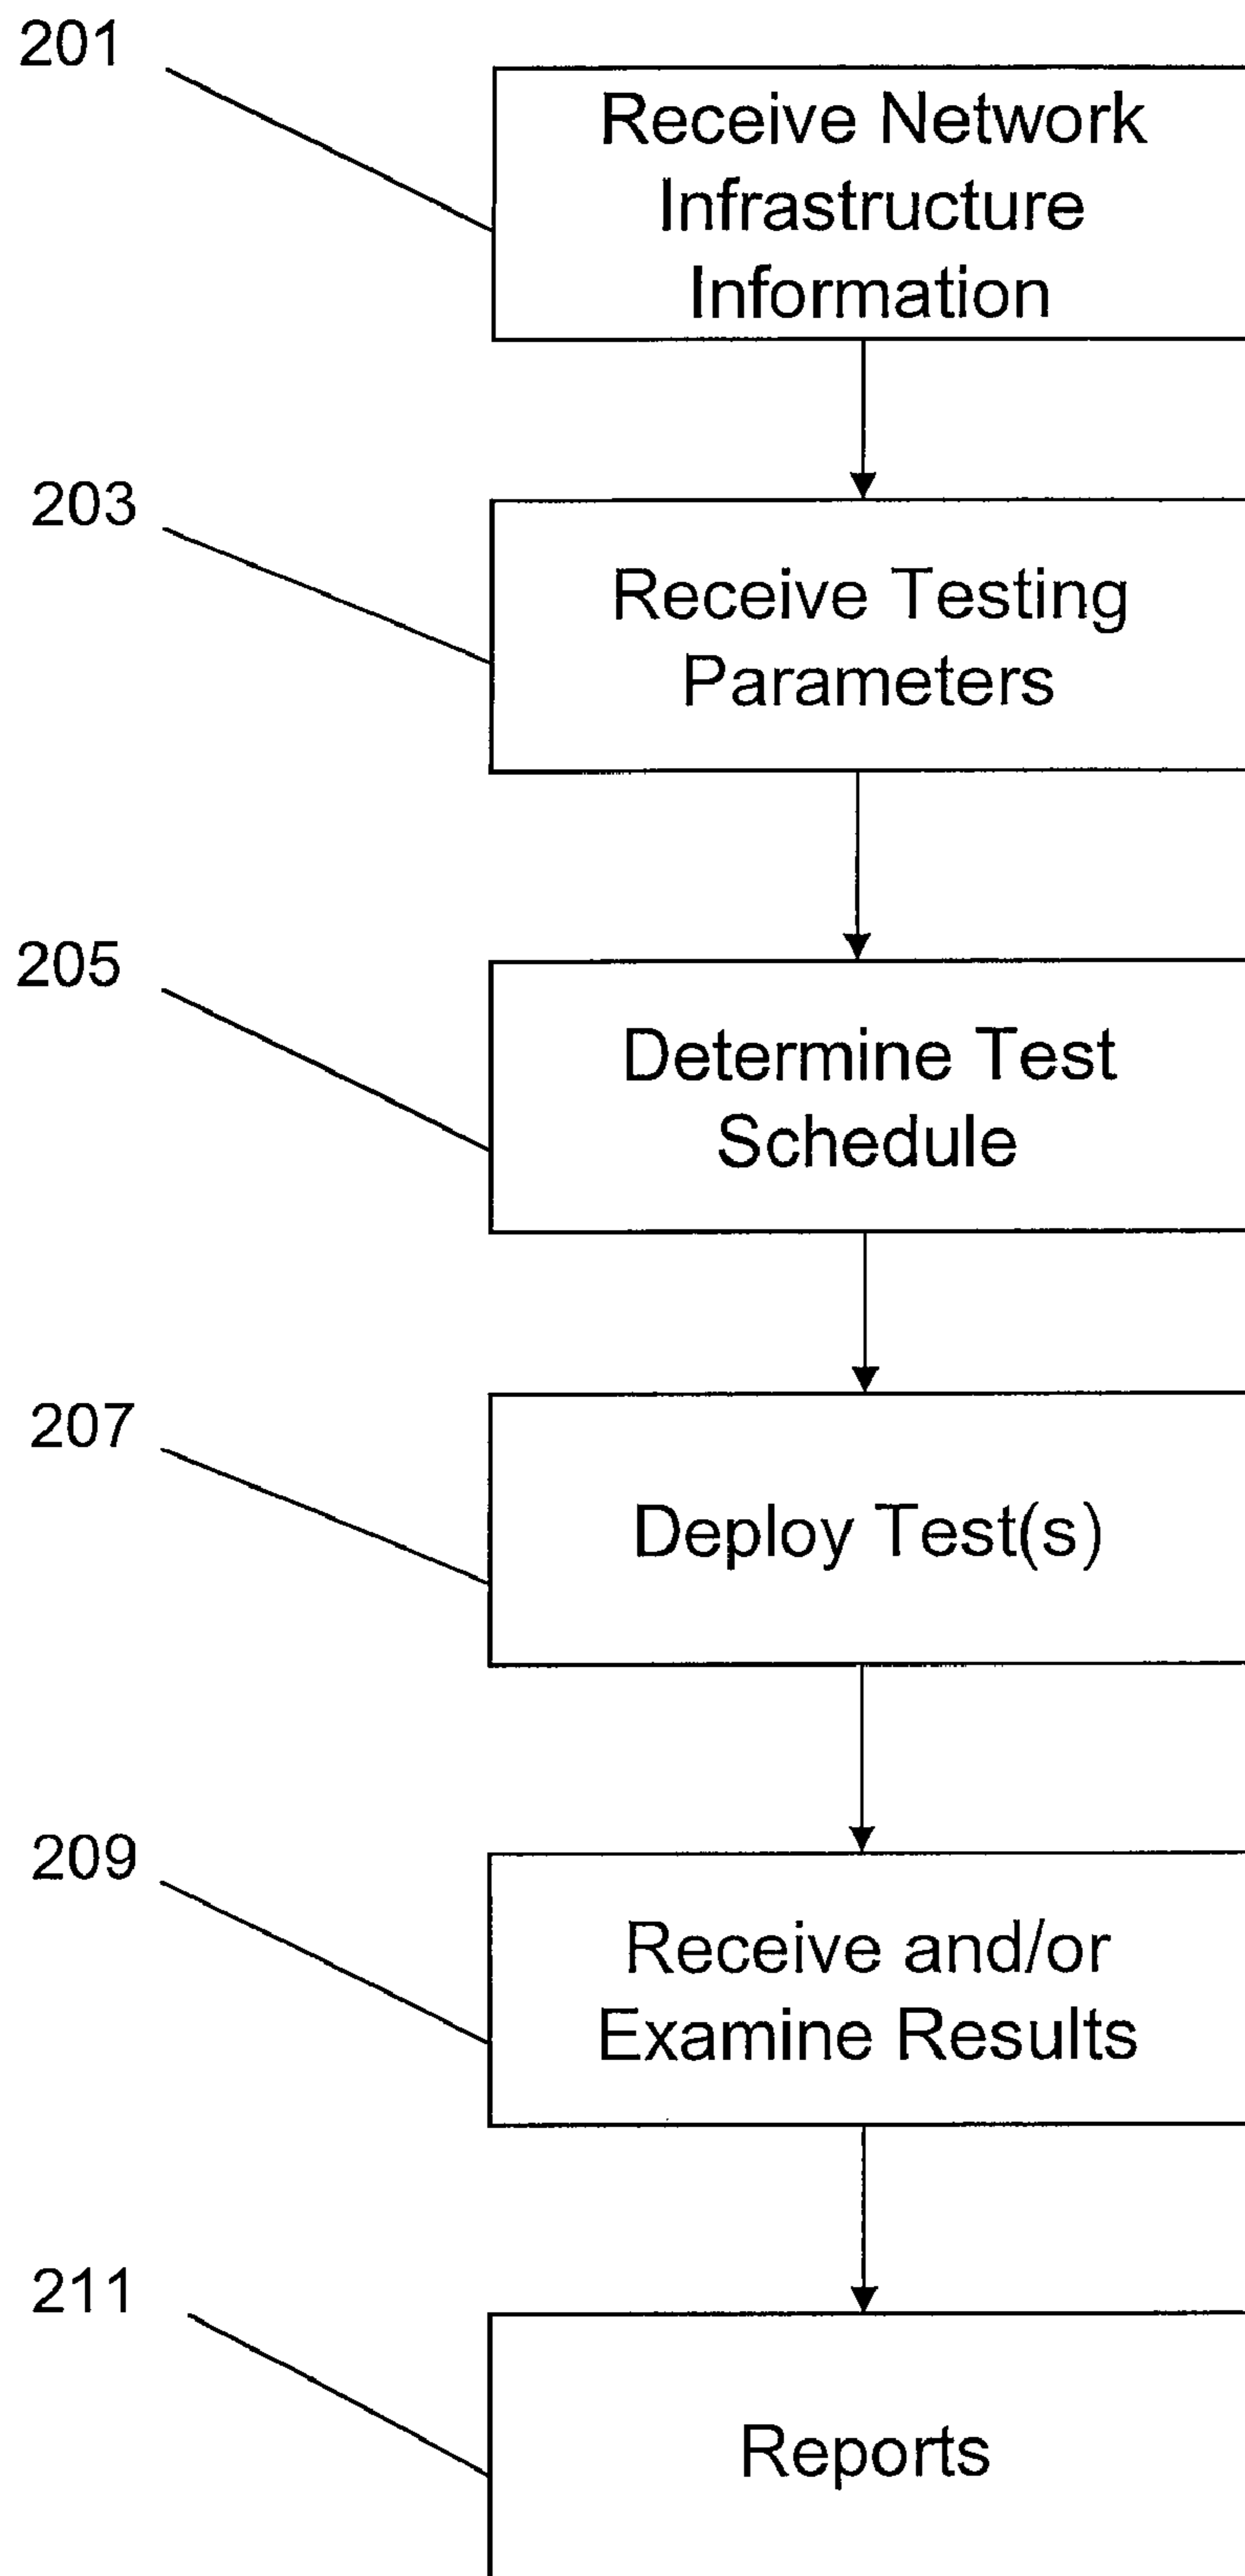 201
Receive Network
Infrastructure
Information
203
Receive Testing
Parameters
205
Determine Test
Schedule
207
Deploy Test(s)
209
Receive and/or
Examine Results
211
Reports